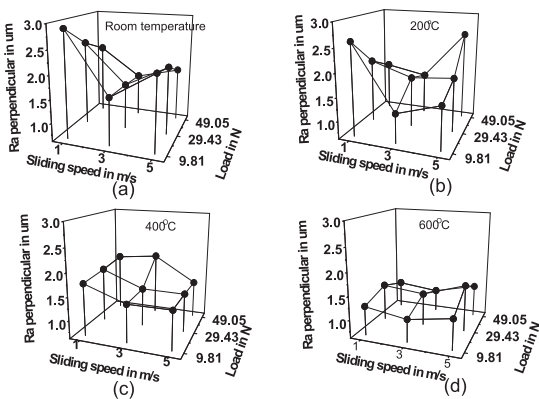 Room temperature
Ra perpendicular in um
3.0
2.5
2.0
1.5
1.0
1
3
5
Sliding speed in m/s
49.05
29.43
9.81
Load in N
(a)
200°C
Ra perpendicular in um
3.0
2.5
2.0
1.5
1.0
1
3
5
Sliding speed in m/s
49.05
29.43
9.81
Load in N
(b)
400°C
Ra perpendicular in um
3.0
2.5
2.0
1.5
1.0
1
3
5
Sliding speed in m/s
49.05
29.43
9.81
Load in N
(c)
600°C
Ra perpendicular in um
3.0
2.5
2.0
1.5
1.0
1
3
5
Sliding speed in m/s
49.05
29.43
9.81
Load in N
(d)